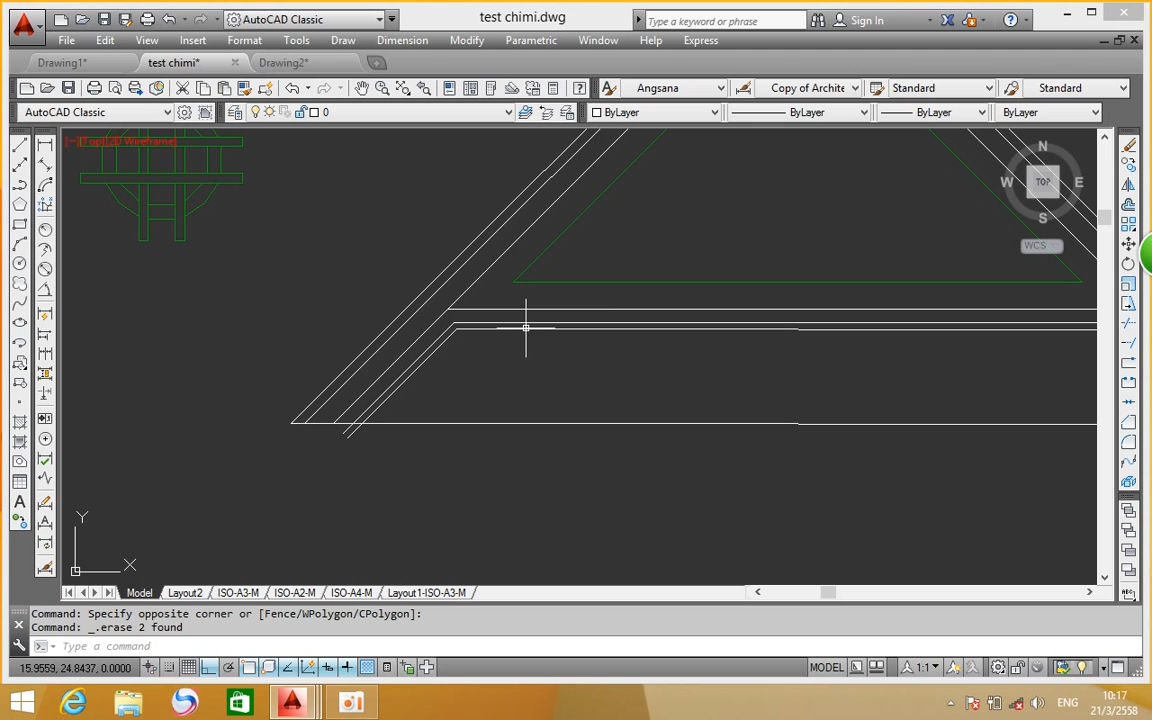 AutoCAD Classic
test chimi.dwg
Type a keyword or phrase
Sign In
File Edit View Insert Format Tools Draw Dimension Modify Parametric Window Help Express
Drawing1* test chimi* Drawing2*
Angsana Copy of Archite Standard Standard
AutoCAD Classic 0 ByLayer ByLayer ByLayer ByLayer
[−][Top][2D Wireframe]
N
W TOP E
S
WCS
Y
X
Model Layout2 ISO-A3-M ISO-A2-M ISO-A4-M Layout1-ISO-A3-M
Command: Specify opposite corner or [Fence/WPolygon/CPolygon]:
Command: _.erase 2 found
Type a command
15.9559, 24.8437, 0.0000 MODEL 1:1
ENG 10:17
21/3/2558